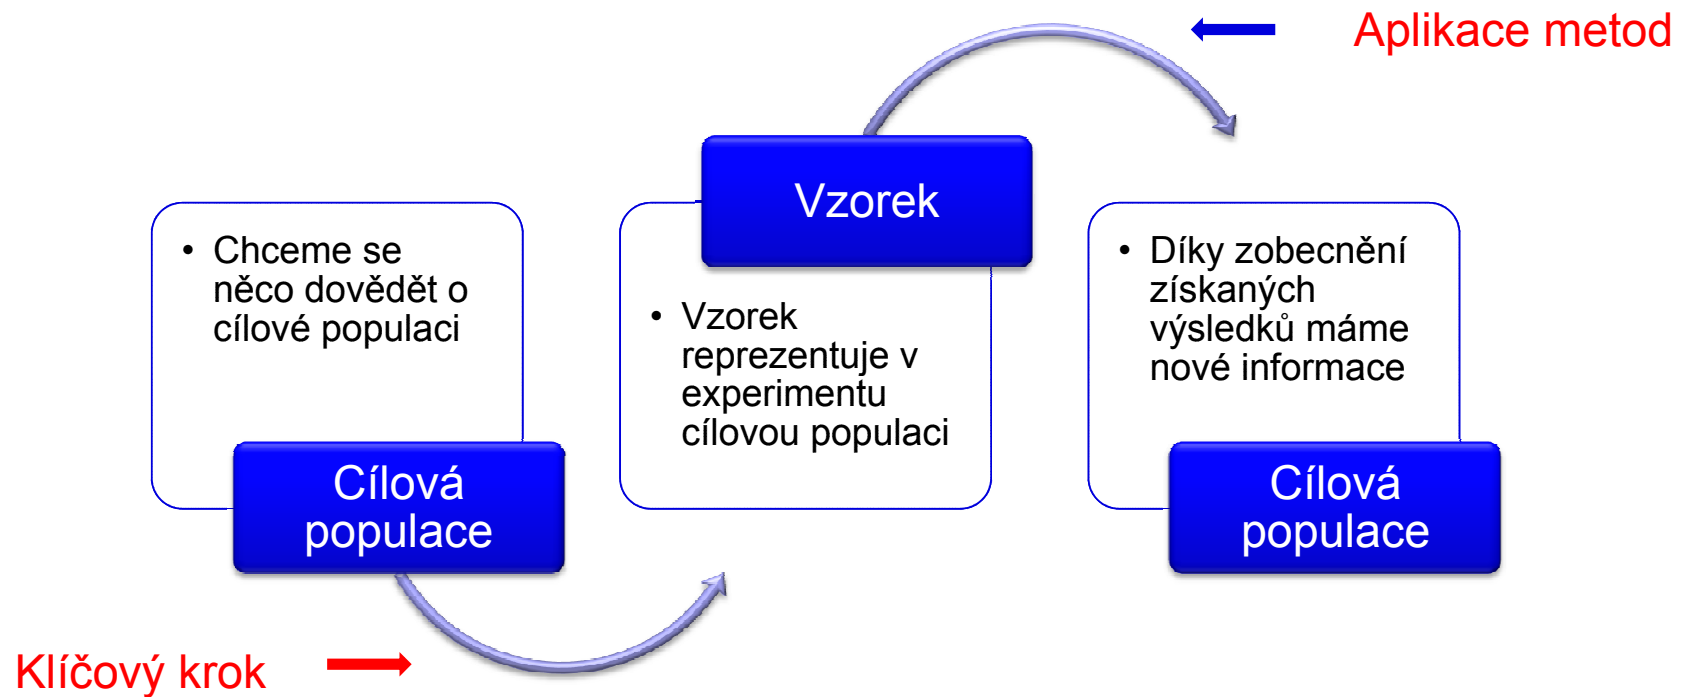 Aplikace metod
Vzorek
• Chceme se
něco dovědět o
cílové populaci
Cílová
populace
• Vzorek
reprezentuje v
experimentu
cílovou populaci
• Díky zobecnění
získaných
výsledků máme
nové informace
Cílová
populace
Klíčový krok